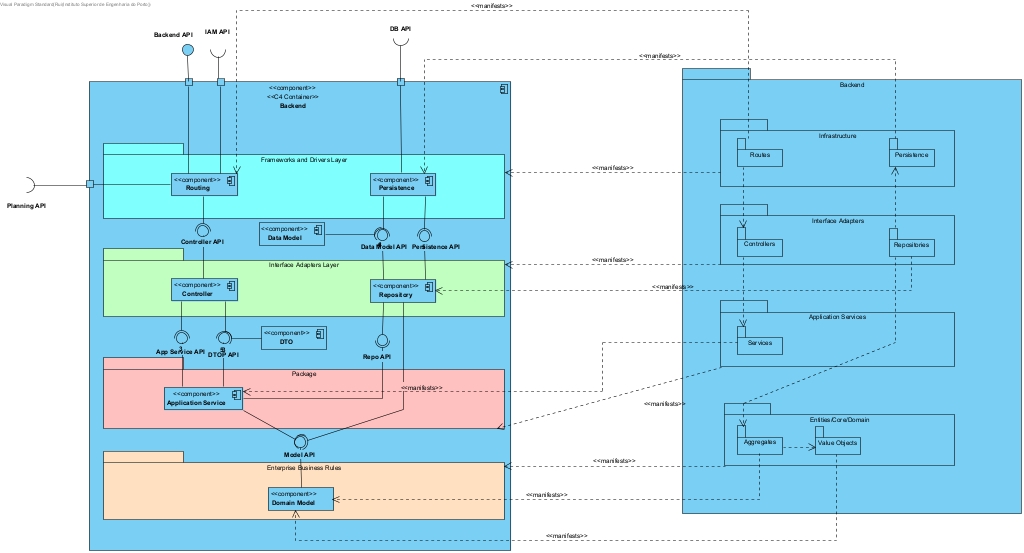 Visual Paradigm Standard(Rui(Instituto Superior de Engenharia do Porto))
<<manifests>>
Backend API
IAM API
DB API
<<manifests>>
<<component>>
<<C4 Container>>
Backend
Backend
Infrastructure
Routes
Persistence
Frameworks and Drivers Layer
<<manifests>>
<<component>>
Routing
<<component>>
Persistence
Planning API
Controller API
<<component>>
Data Model
Data Model API
Persistence API
Interface Adapters
Controllers
Repositories
Interface Adapters Layer
<<manifests>>
<<component>>
Controller
<<component>>
Repository
<<manifests>>
Application Services
Services
App Service API
DTOP API
<<component>>
DTO
Repo API
Package
<<component>>
Application Service
<<manifests>>
<<manifests>>
Entities/Core/Domain
Aggregates
Value Objects
Model API
Enterprise Business Rules
<<manifests>>
<<component>>
Domain Model
<<manifests>>
<<manifests>>